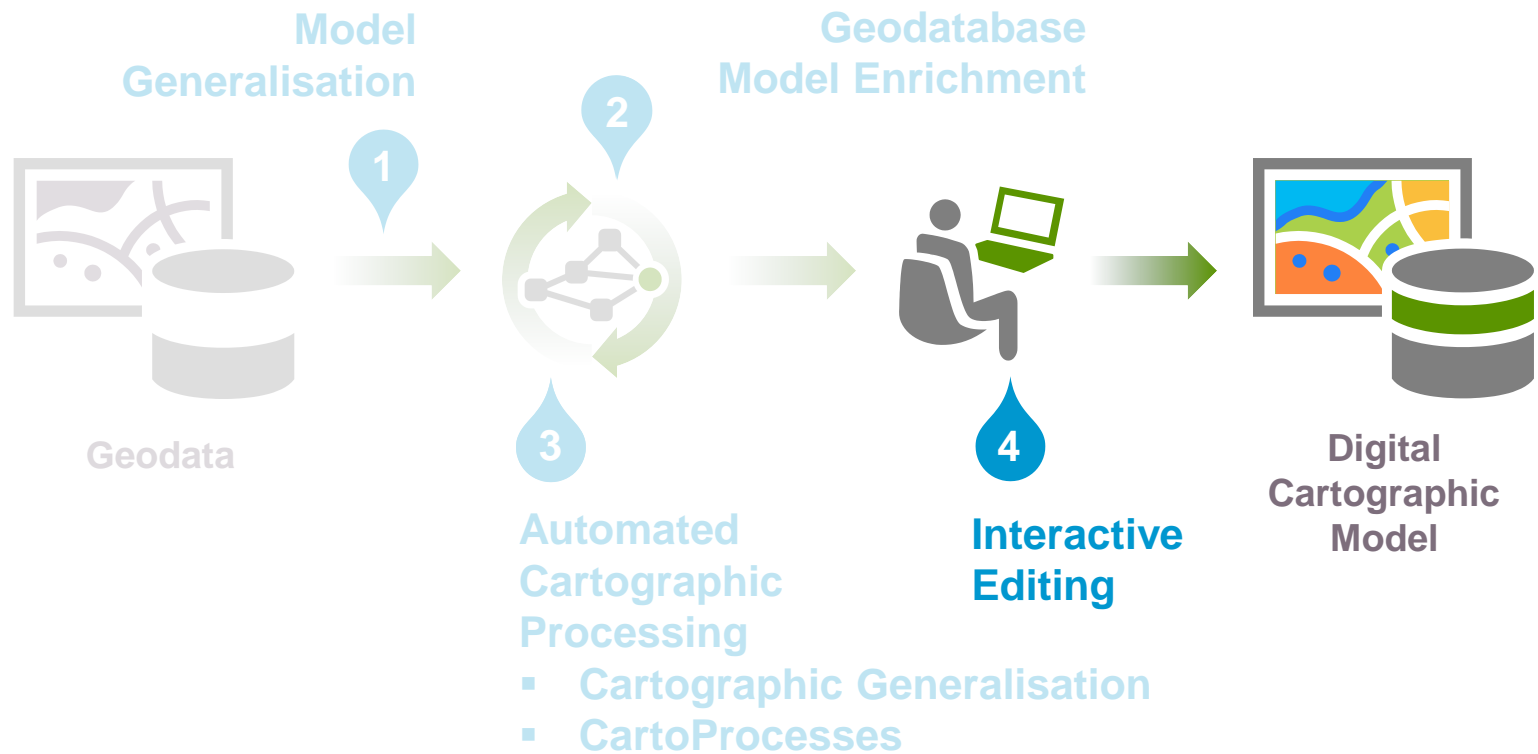 Model
Generalisation
1
2
Geodatabase
Model Enrichment
Geodata
3
Automated
Cartographic
Processing
▪ Cartographic Generalisation
▪ CartoProcesses
4
Interactive
Editing
Digital
Cartographic
Model